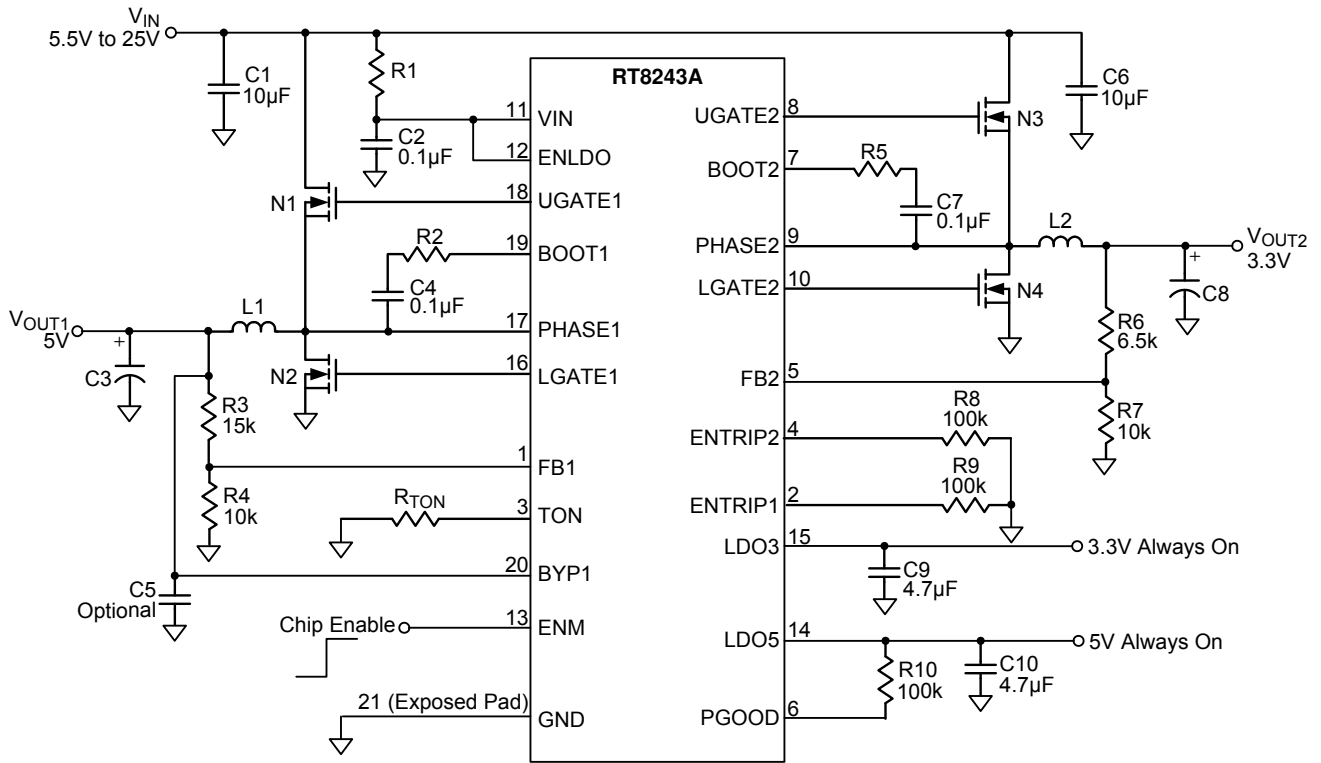 V_IN
5.5V to 25V
C1
10µF
R1
C2
0.1µF
RT8243A
11 VIN
12 ENLDO
N1
18 UGATE1
R2
19 BOOT1
C4
0.1µF
V_OUT1
5V
L1
17 PHASE1
C3
+
N2
16 LGATE1
R3
15k
1 FB1
R4
10k
R_TON
3 TON
C5
Optional
20 BYP1
Chip Enable
13 ENM
21 (Exposed Pad)
GND
UGATE2 8
N3
C6
10µF
BOOT2 7
R5
C7
0.1µF
PHASE2 9
L2
V_OUT2
3.3V
+
C8
LGATE2 10
N4
R6
6.5k
FB2 5
R7
10k
ENTRIP2 4
R8
100k
ENTRIP1 2
R9
100k
LDO3 15
3.3V Always On
C9
4.7µF
LDO5 14
5V Always On
R10
100k
C10
4.7µF
PGOOD 6